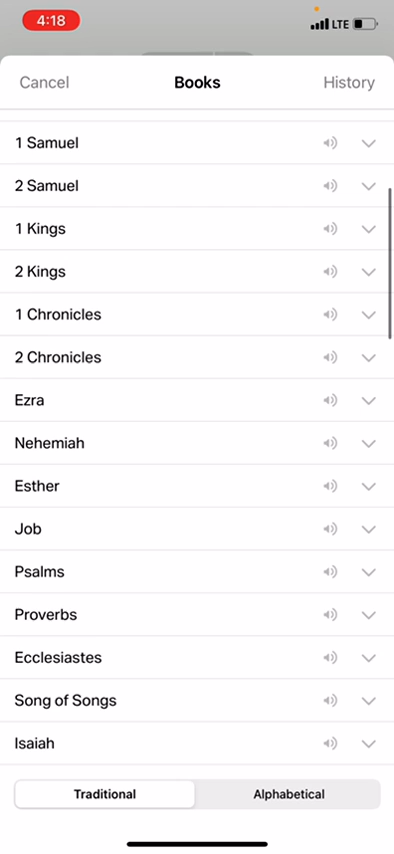 4:18 LTE
Cancel Books History
1 Samuel
2 Samuel
1 Kings
2 Kings
1 Chronicles
2 Chronicles
Ezra
Nehemiah
Esther
Job
Psalms
Proverbs
Ecclesiastes
Song of Songs
Isaiah
Traditional Alphabetical